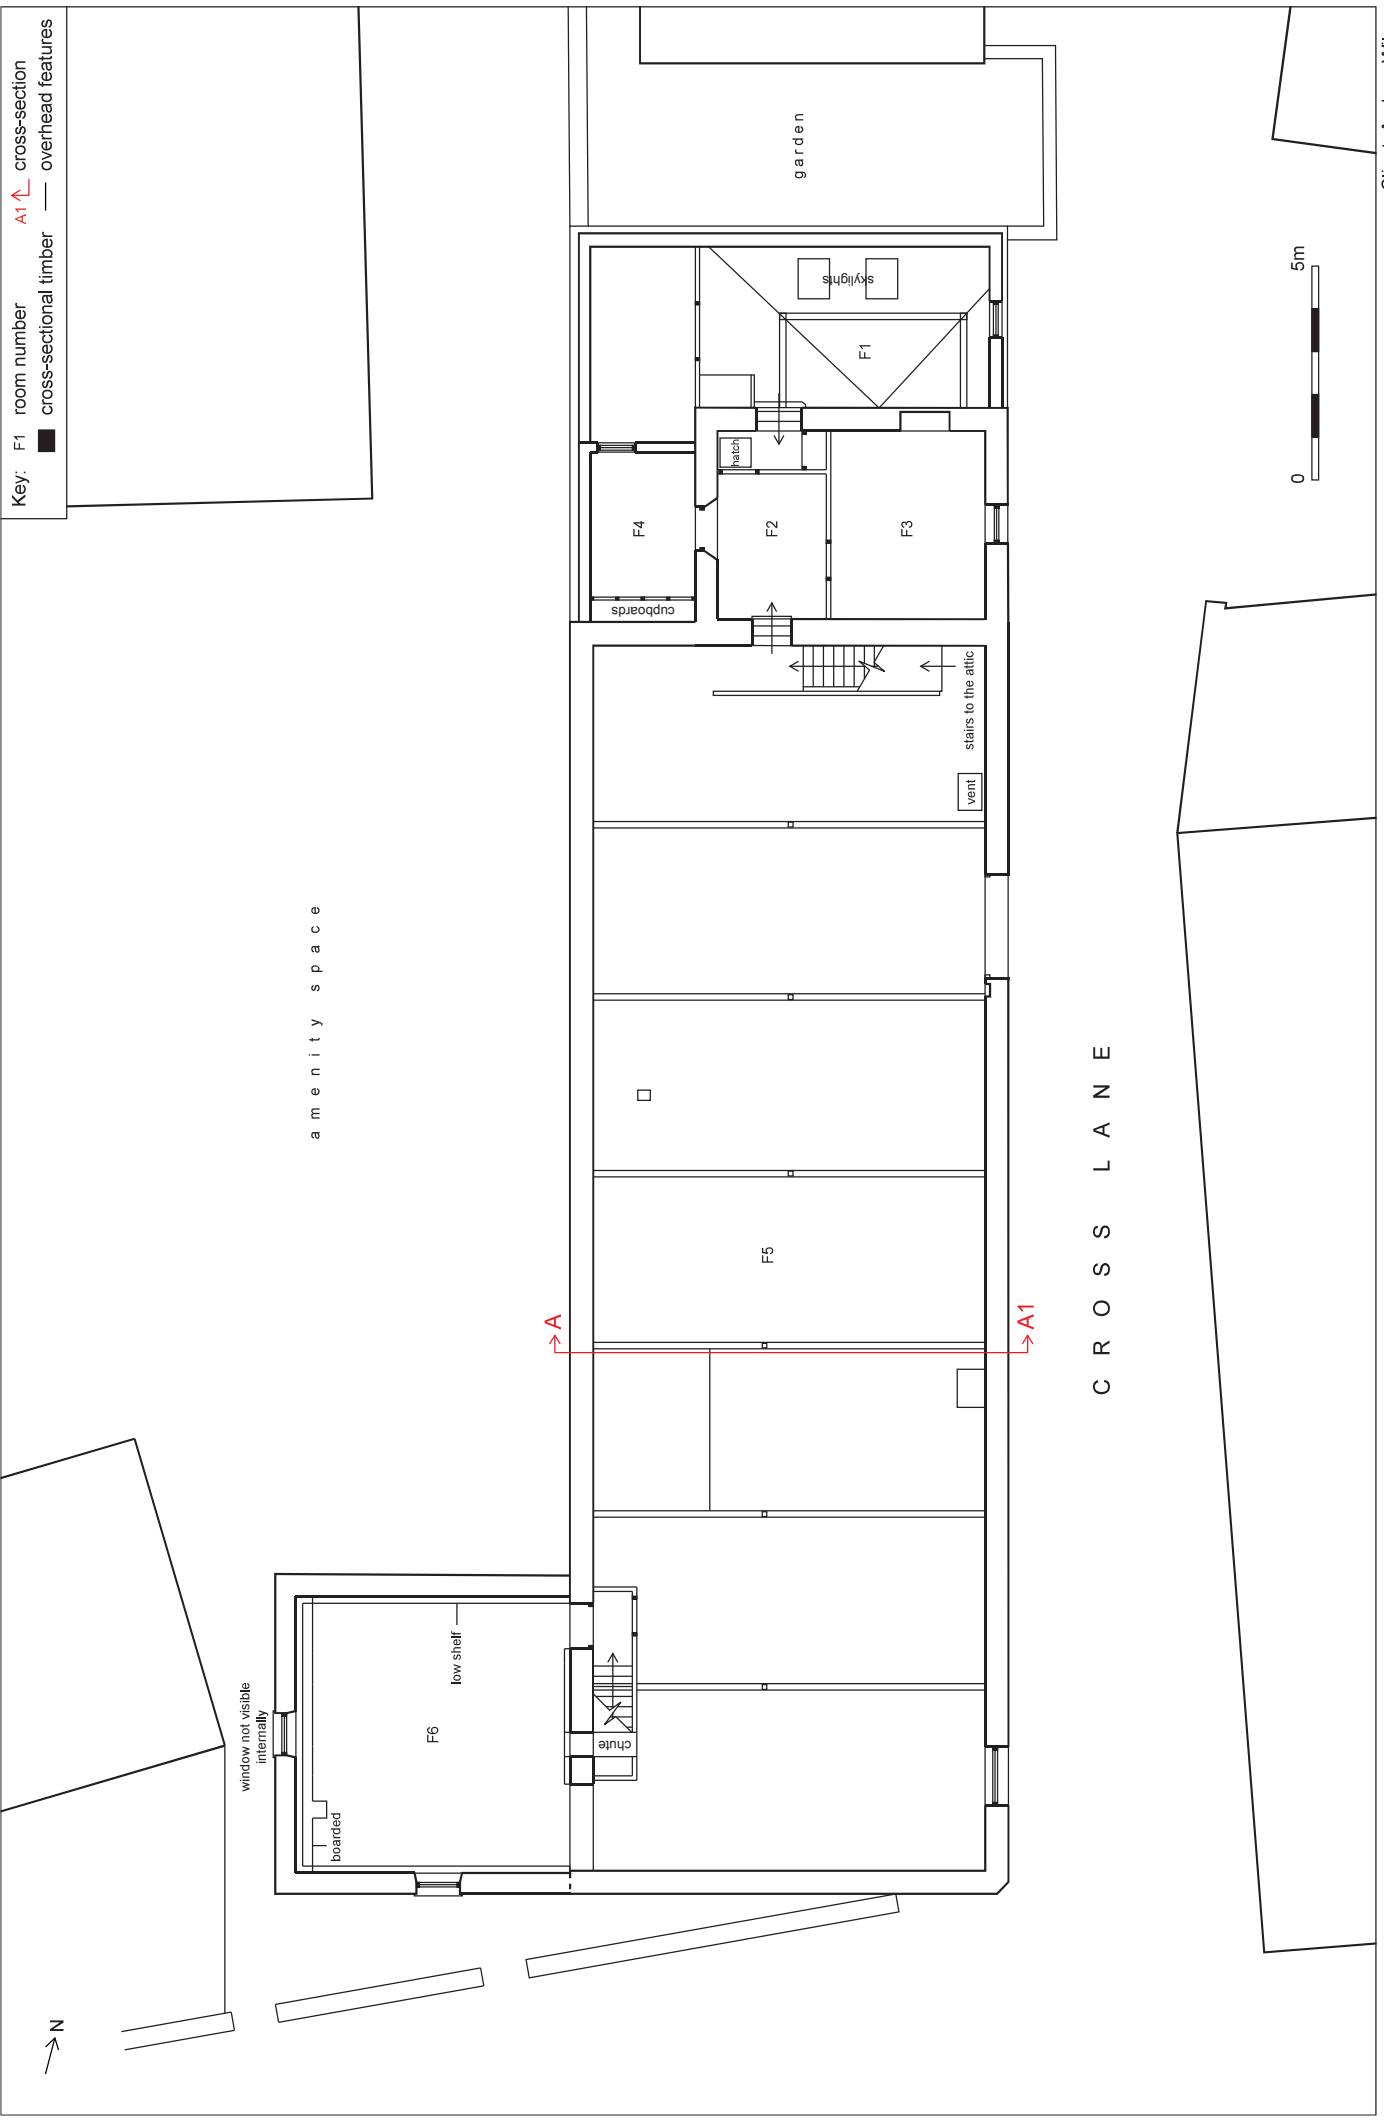 Key:
F1 room number
A1 cross-section
cross-sectional timber
overhead features
garden
skylights
F1
hatch
F4
F2
F3
cupboards
0
5m
stairs to the attic
vent
amenity space
F5
A
A1
CROSS LANE
low shelf
window not visible
internally
F6
chute
boarded
N